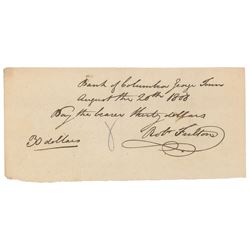 Bank of Columbia George Town
August the 20th 1808
Pay the bearer thirty dollars
30 dollars Robt Fulton